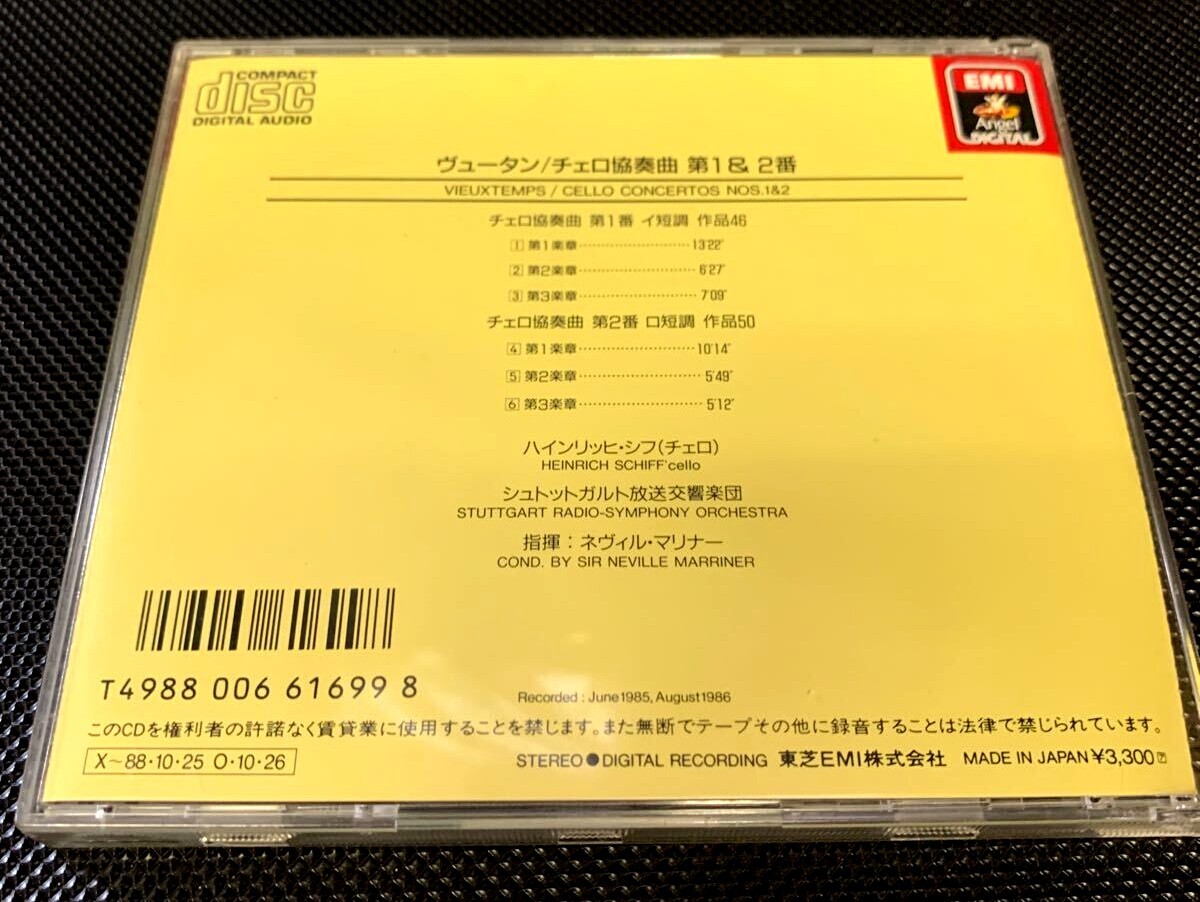 COMPACT
disc
DIGITAL AUDIO
EMI
Angel
DIGITAL
ヴュータン/チェロ協奏曲 第1& 2番
VIEUXTEMPS / CELLO CONCERTOS NOS.1&2
チェロ協奏曲 第1番 イ短調 作品46
1 第1楽章……………………13'22"
2 第2楽章……………………6'27"
3 第3楽章……………………7'09"
チェロ協奏曲 第2番 ロ短調 作品50
4 第1楽章……………………10'14"
5 第2楽章……………………5'49"
6 第3楽章……………………5'12"
ハインリッヒ・シフ(チェロ)
HEINRICH SCHIFF'cello
シュトットガルト放送交響楽団
STUTTGART RADIO-SYMPHONY ORCHESTRA
指揮：ネヴィル・マリナー
COND. BY SIR NEVILLE MARRINER
T4988 006 61699 8
Recorded : June 1985, August 1986
このCDを権利者の許諾なく賃貸業に使用することを禁じます。また無断でテープその他に録音することは法律で禁じられています。
X〜88・10・25 O・10・26
STEREO●DIGITAL RECORDING 東芝EMI株式会社 MADE IN JAPAN ¥3,300